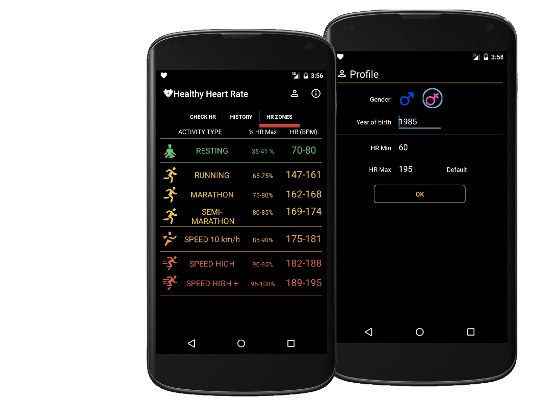 3:56
Healthy Heart Rate
CHECK HR HISTORY HR ZONES
ACTIVITY TYPE % HR Max HR (BPM)
RESTING 35-41 % 70-80
RUNNING 65-75% 147-161
MARATHON 75-80% 162-168
SEMI-MARATHON 80-85% 169-174
SPEED 10 km/h 85-90% 175-181
SPEED HIGH 90-95% 182-188
SPEED HIGH + 95-100% 189-195
3:58
Profile
Gender:
Year of birth 1985
HR Min 60
HR Max 195 Default
OK